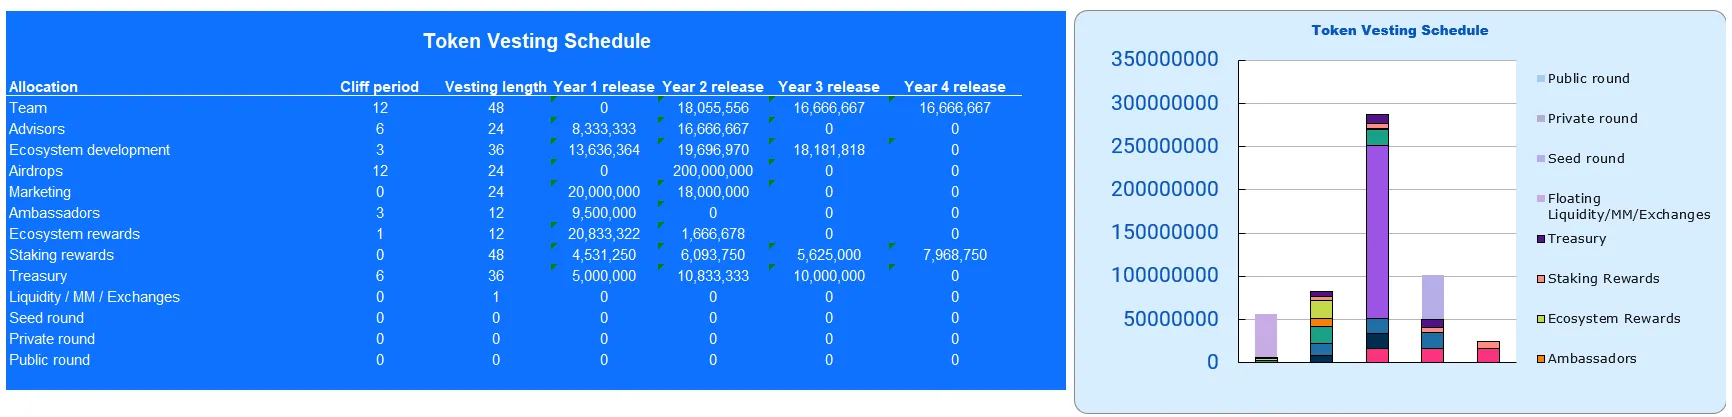 Token Vesting Schedule
Allocation Cliff period Vesting length Year 1 release Year 2 release Year 3 release Year 4 release
Team 12 48 0 18,055,556 16,666,667 16,666,667
Advisors 6 24 8,333,333 16,666,667 0 0
Ecosystem development 3 36 13,636,364 19,696,970 18,181,818 0
Airdrops 12 24 0 200,000,000 0 0
Marketing 0 24 20,000,000 18,000,000 0 0
Ambassadors 3 12 9,500,000 0 0 0
Ecosystem rewards 1 12 20,833,322 1,666,678 0 0
Staking rewards 0 48 4,531,250 6,093,750 5,625,000 7,968,750
Treasury 6 36 5,000,000 10,833,333 10,000,000 0
Liquidity / MM / Exchanges 0 1 0 0 0 0
Seed round 0 0 0 0 0 0
Private round 0 0 0 0 0 0
Public round 0 0 0 0 0 0
Token Vesting Schedule
350000000
300000000
250000000
200000000
150000000
100000000
50000000
0
Public round
Private round
Seed round
Floating
Liquidity/MM/Exchanges
Treasury
Staking Rewards
Ecosystem Rewards
Ambassadors